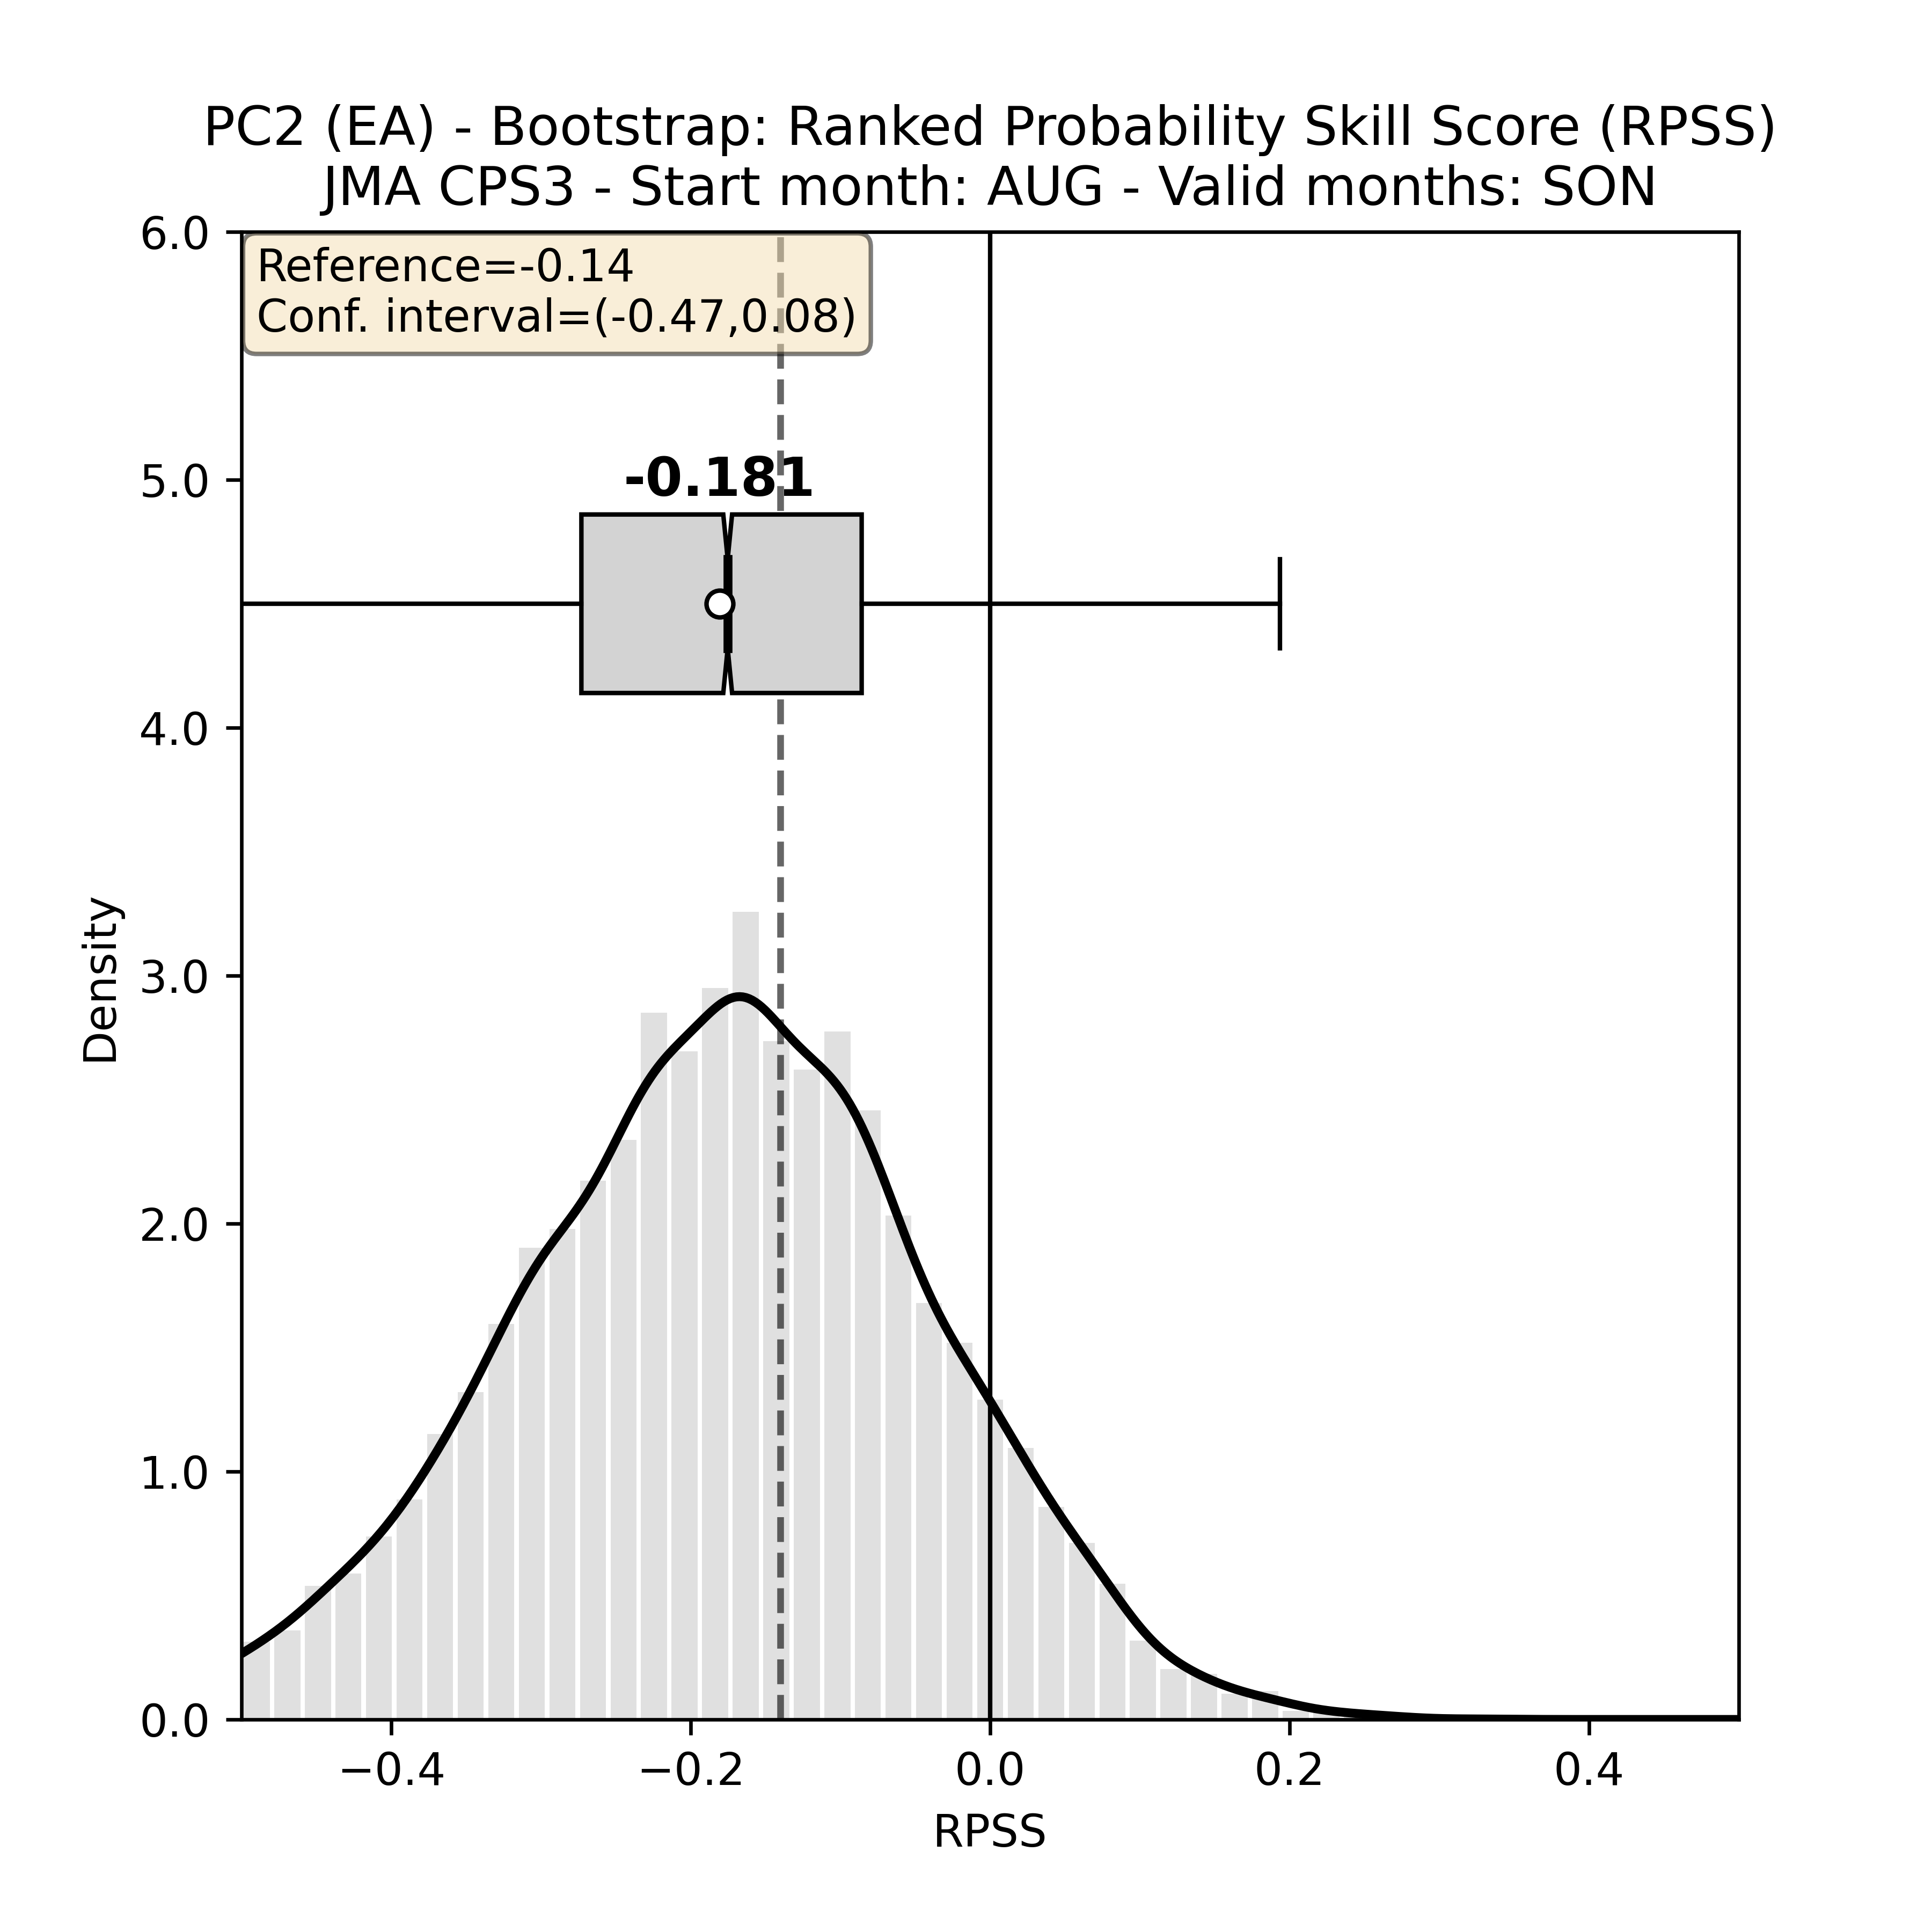 PC2 (EA) - Bootstrap: Ranked Probability Skill Score (RPSS)
JMA CPS3 - Start month: AUG - Valid months: SON
Reference=-0.14
Conf. interval=(-0.47,0.08)
-0.181
6.0
5.0
4.0
3.0
2.0
1.0
0.0
Density
−0.4
−0.2
0.0
0.2
0.4
RPSS